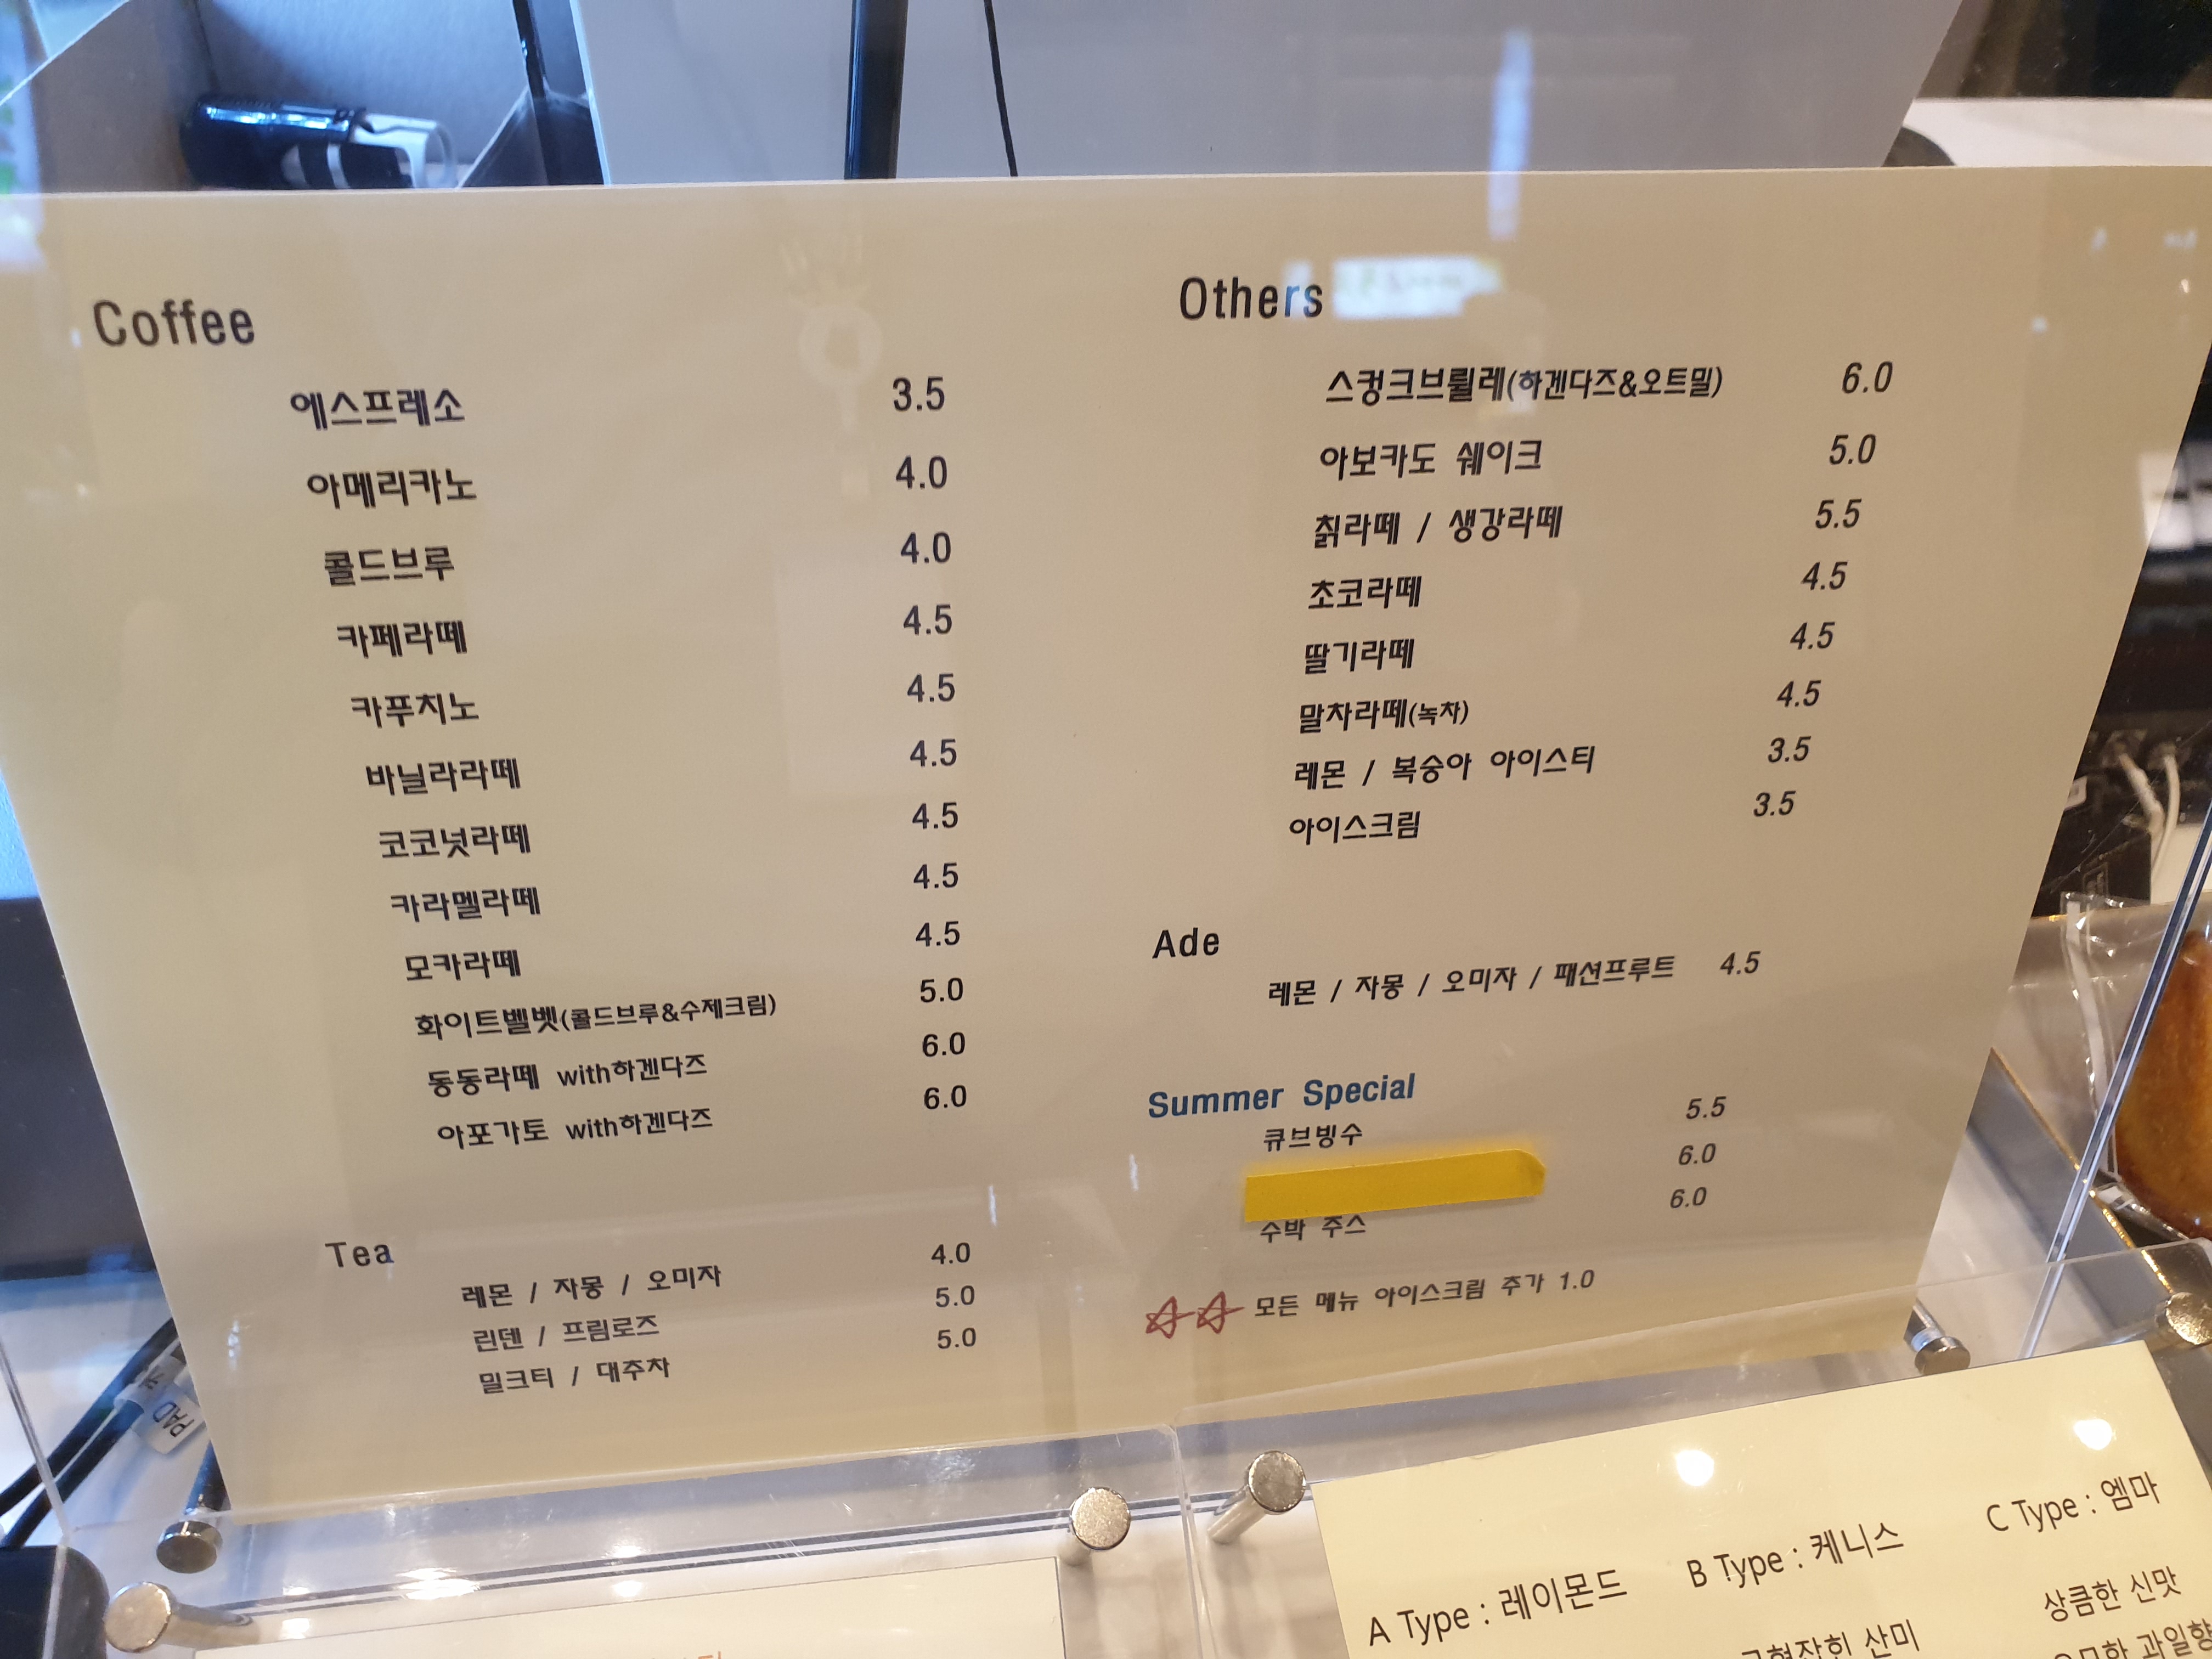 Coffee
에스프레소 3.5
아메리카노 4.0
콜드브루 4.0
카페라떼 4.5
카푸치노 4.5
바닐라라떼 4.5
코코넛라떼 4.5
카라멜라떼 4.5
모카라떼 4.5
화이트벨벳(콜드브루&수제크림) 5.0
동동라떼 with하겐다즈 6.0
아포가토 with하겐다즈 6.0
Tea
레몬 / 자몽 / 오미자 4.0
린덴 / 프림로즈 5.0
밀크티 / 대추차 5.0
Others
스컹크브륄레(하겐다즈&오트밀) 6.0
아보카도 쉐이크 5.0
칡라떼 / 생강라떼 5.5
초코라떼 4.5
딸기라떼 4.5
말차라떼(녹차) 4.5
레몬 / 복숭아 아이스티 3.5
아이스크림 3.5
Ade
레몬 / 자몽 / 오미자 / 패션프루트 4.5
Summer Special
큐브빙수 5.5
6.0
수박 주스 6.0
모든 메뉴 아이스크림 추가 1.0
PAD
A Type : 레이몬드
B Type : 케니스
C Type : 엠마
산미
상큼한 신맛
과일향